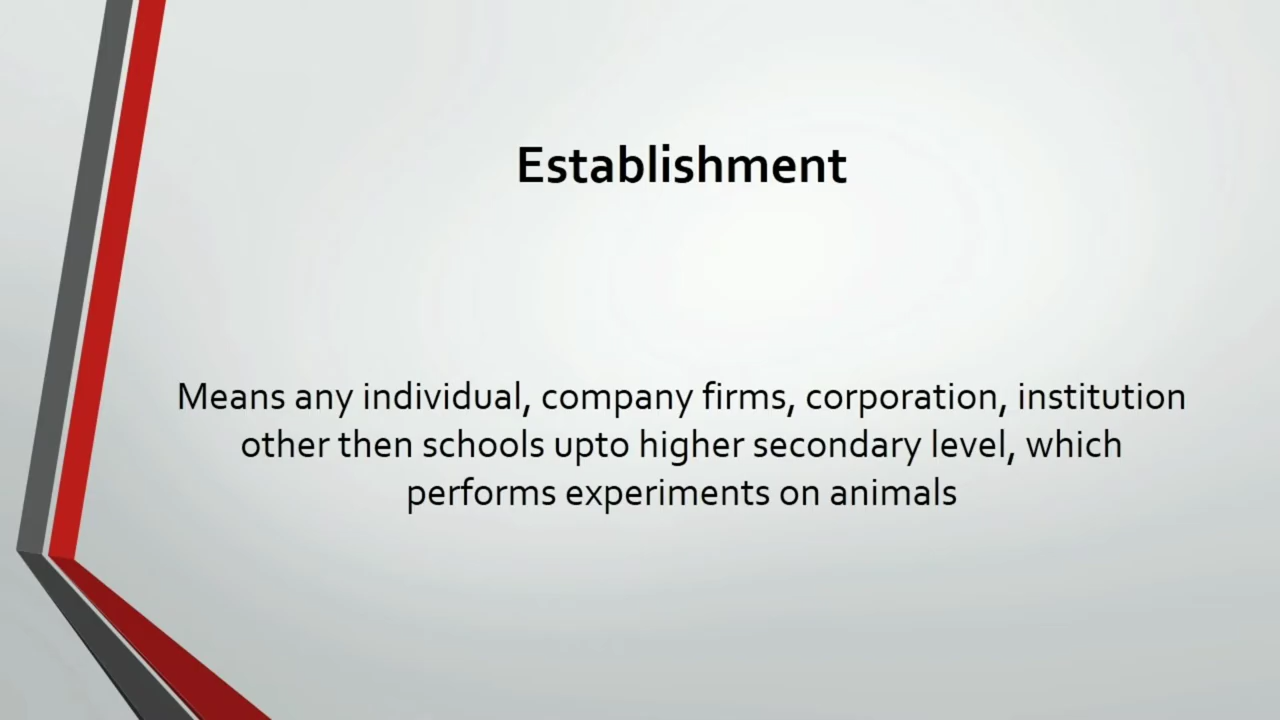 Establishment
Means any individual, company firms, corporation, institution
other then schools upto higher secondary level, which
performs experiments on animals